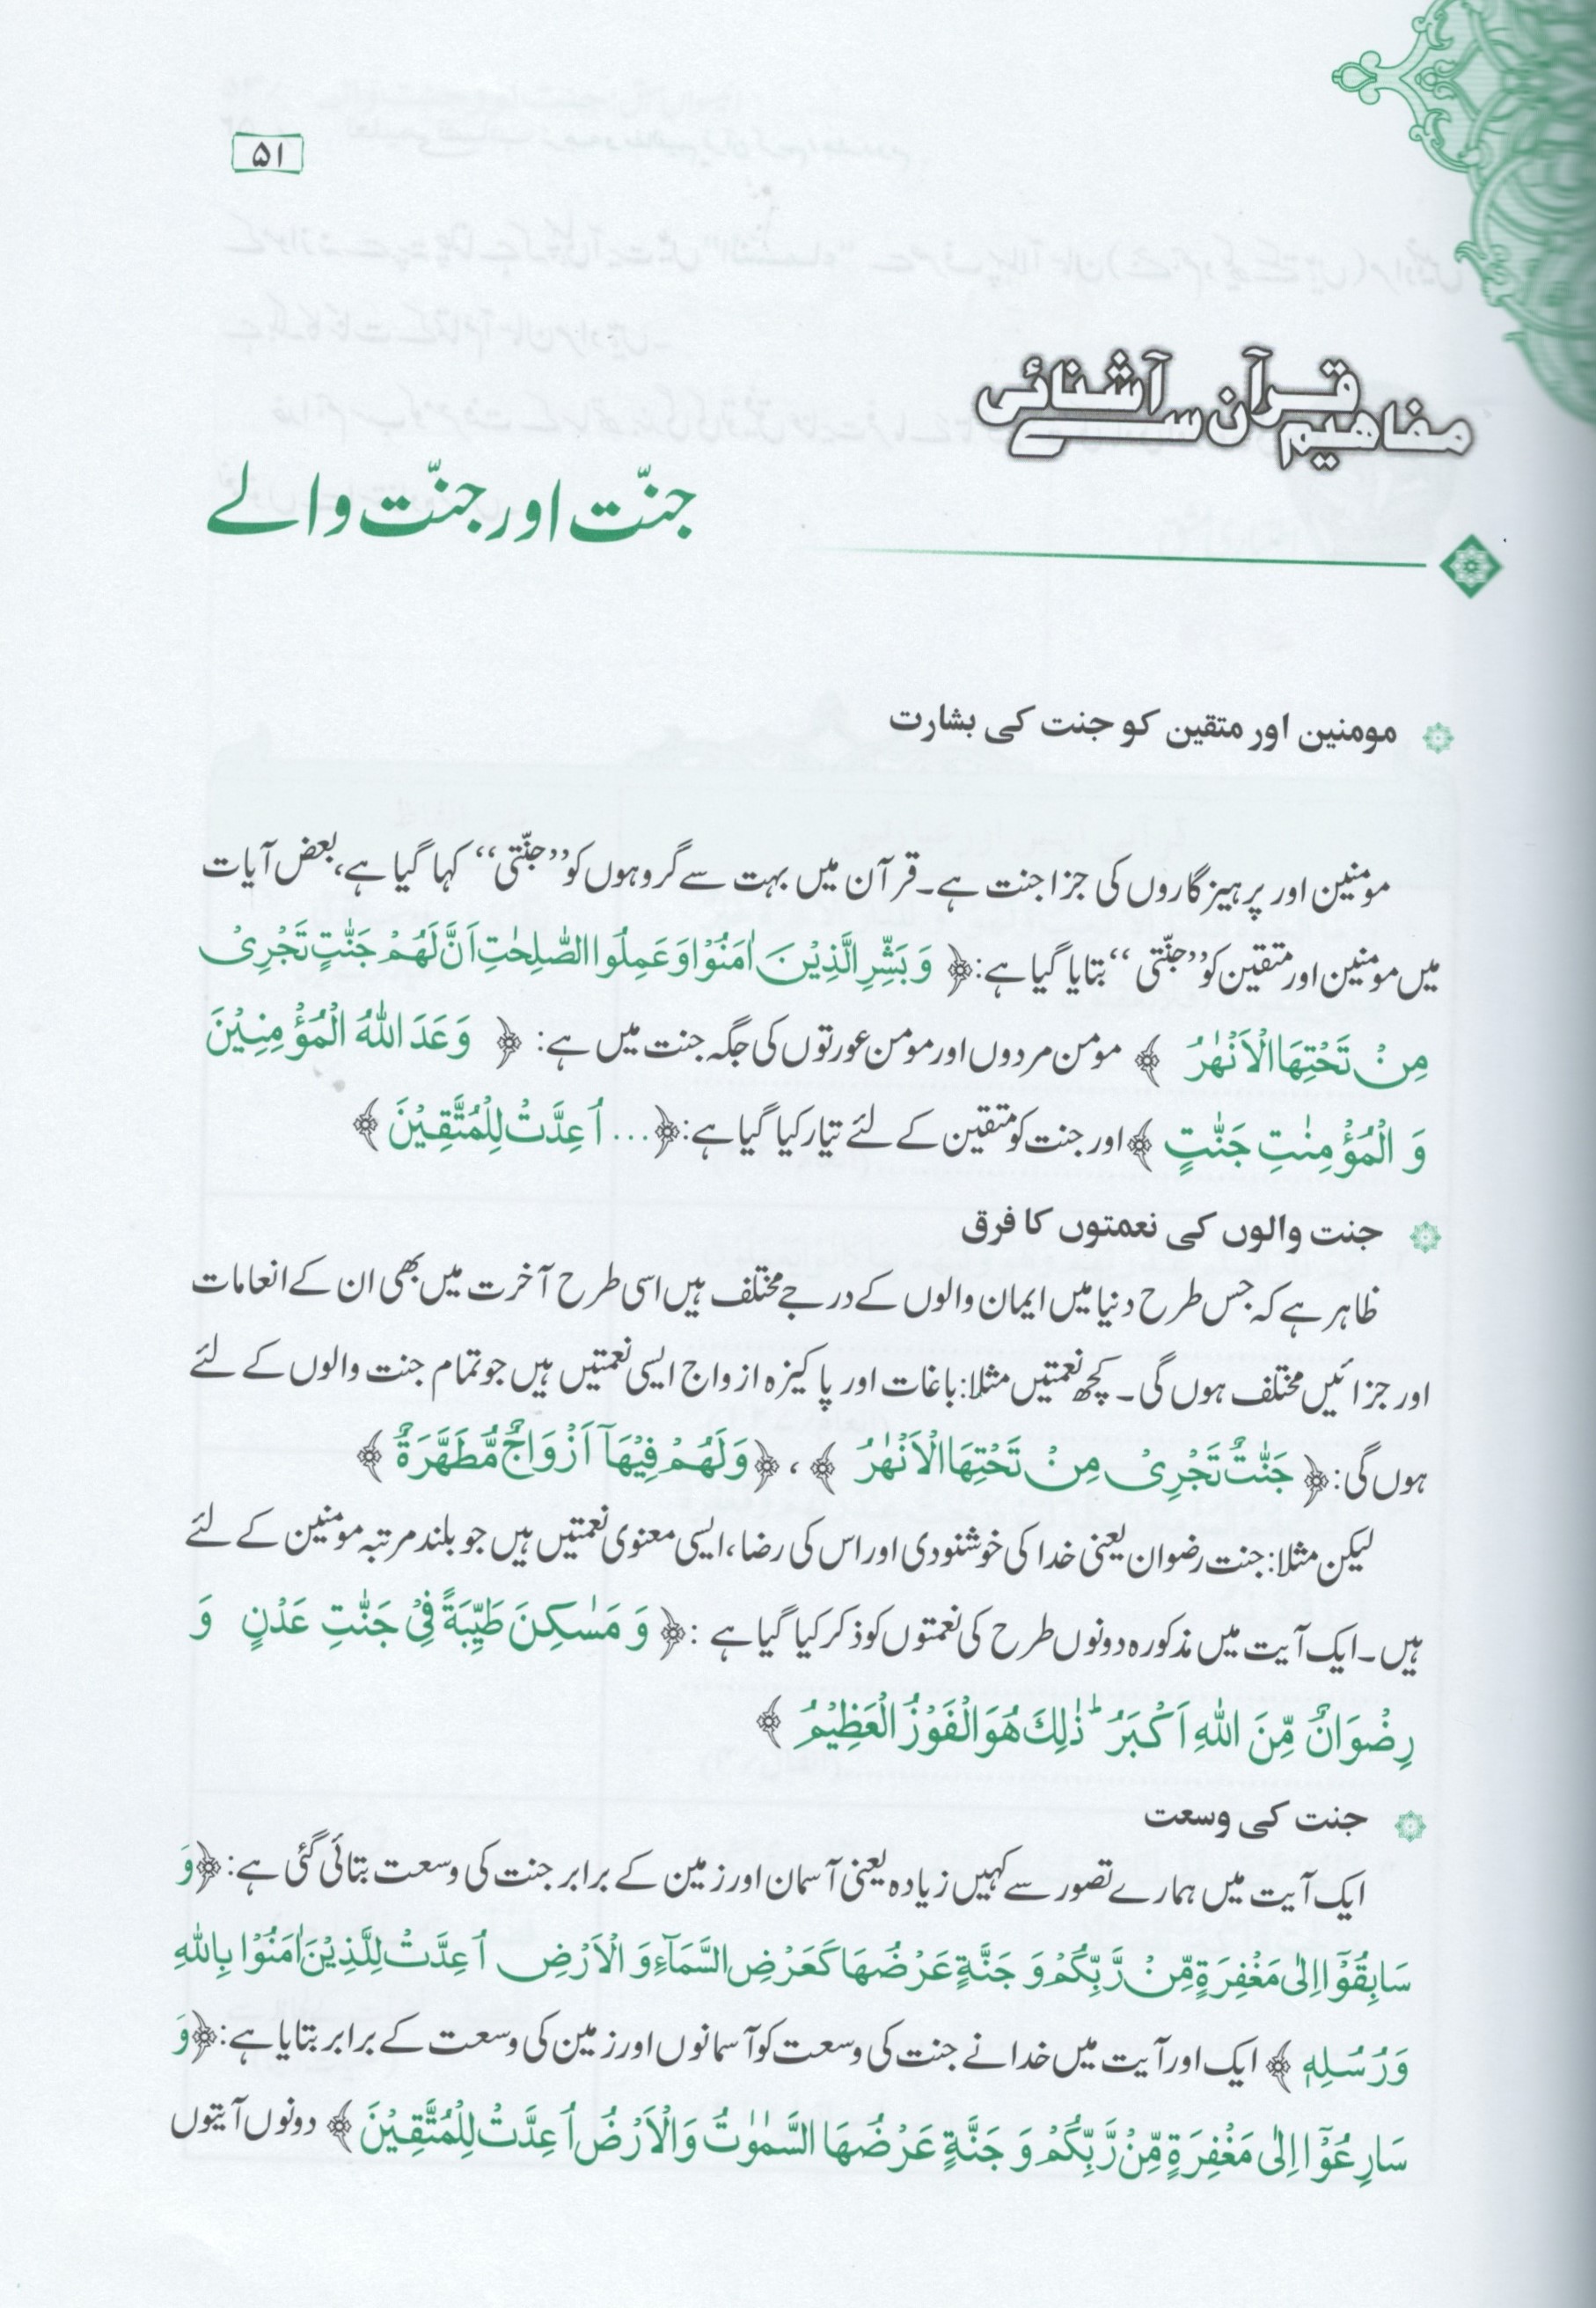 ۵۱
مفاهیم قرآن سے آشنائی
جنّت اور جنّت والے
مومنین اور متقین کو جنت کی بشارت
مومنین اور پرہیزگاروں کی جزا جنت ہے۔ قرآن میں بہت سے گروہوں کو ’’جنّتی‘‘ کہا گیا ہے، بعض آیات
میں مومنین اور متقین کو ’’جنّتی‘‘ بتایا گیا ہے: ﴿ وَ بَشِّرِ الَّذِیْنَ اٰمَنُوْا وَ عَمِلُوا الصّٰلِحٰتِ اَنَّ لَهُمْ جَنّٰتٍ تَجْرِیْ
مِنْ تَحْتِهَا الْاَنْهٰرُ ﴾ مومن مردوں اور مومن عورتوں کی جگہ جنت میں ہے: ﴿ وَعَدَ اللّٰهُ الْمُؤْمِنِیْنَ
وَ الْمُؤْمِنٰتِ جَنّٰتٍ ﴾ اور جنت کو متقین کے لئے تیار کیا گیا ہے: ﴿... اُعِدَّتْ لِلْمُتَّقِیْنَ ﴾
جنت والوں کی نعمتوں کا فرق
ظاہر ہے کہ جس طرح دنیا میں ایمان والوں کے درجے مختلف ہیں اسی طرح آخرت میں بھی ان کے انعامات
اور جزائیں مختلف ہوں گی۔ کچھ نعمتیں مثلا: باغات اور پاکیزہ ازواج ایسی نعمتیں ہیں جو تمام جنت والوں کے لئے
ہوں گی: ﴿ جَنّٰتٌ تَجْرِیْ مِنْ تَحْتِهَا الْاَنْهٰرُ ﴾، ﴿ وَلَهُمْ فِیْهَاۤ اَزْوَاجٌ مُّطَهَّرَةٌ ﴾
لیکن مثلا: جنت رضوان یعنی خدا کی خوشنودی اور اس کی رضا، ایسی معنوی نعمتیں ہیں جو بلند مرتبہ مومنین کے لئے
ہیں۔ ایک آیت میں مذکورہ دونوں طرح کی نعمتوں کو ذکر کیا گیا ہے: ﴿ وَ مَسٰكِنَ طَیِّبَةً فِیْ جَنّٰتِ عَدْنٍ وَ
رِضْوَانٌ مِّنَ اللّٰهِ اَكْبَرُ ؕ ذٰلِكَ هُوَ الْفَوْزُ الْعَظِیْمُ ﴾
جنت کی وسعت
ایک آیت میں ہمارے تصور سے کہیں زیادہ یعنی آسمان اور زمین کے برابر جنت کی وسعت بتائی گئی ہے: ﴿وَ
سَابِقُوْۤا اِلٰی مَغْفِرَةٍ مِّنْ رَّبِّكُمْ وَ جَنَّةٍ عَرْضُهَا كَعَرْضِ السَّمَآءِ وَ الْاَرْضِ اُعِدَّتْ لِلَّذِیْنَ اٰمَنُوْا بِاللّٰهِ
وَ رُسُلِهٖ ﴾ ایک اور آیت میں خدا نے جنت کی وسعت کو آسمانوں اور زمین کی وسعت کے برابر بتایا ہے: ﴿وَ
سَارِعُوْۤا اِلٰی مَغْفِرَةٍ مِّنْ رَّبِّكُمْ وَ جَنَّةٍ عَرْضُهَا السَّمٰوٰتُ وَ الْاَرْضُ اُعِدَّتْ لِلْمُتَّقِیْنَ ﴾ دونوں آیتوں